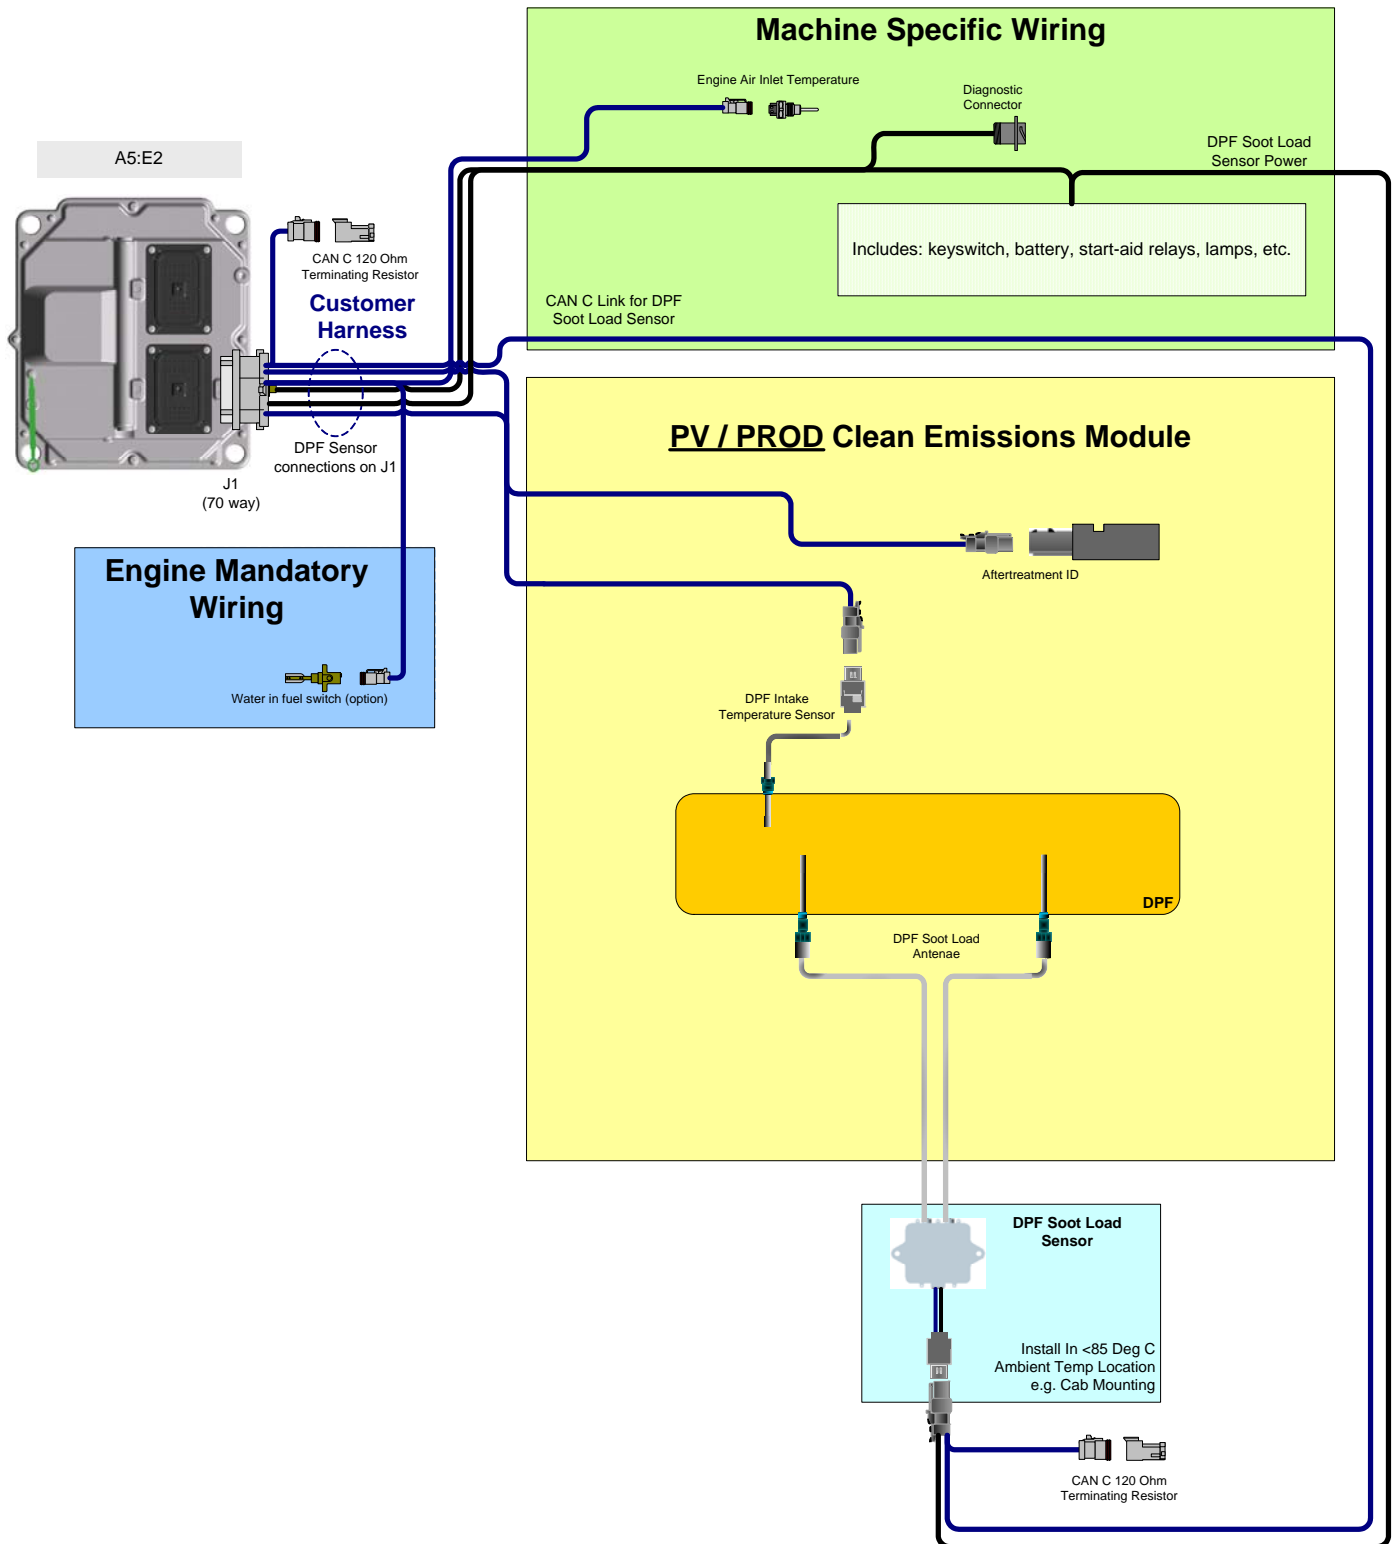 Machine Specific Wiring
Engine Air Inlet Temperature
Diagnostic
Connector
DPF Soot Load
Sensor Power
A5:E2
Includes: keyswitch, battery, start-aid relays, lamps, etc.
CAN C 120 Ohm
Terminating Resistor
Customer
Harness
CAN C Link for DPF
Soot Load Sensor
DPF Sensor
connections on J1
J1
(70 way)
PV / PROD Clean Emissions Module
Engine Mandatory
Wiring
Water in fuel switch (option)
Aftertreatment ID
DPF Intake
Temperature Sensor
DPF
DPF Soot Load
Antenae
DPF Soot Load
Sensor
Install In <85 Deg C
Ambient Temp Location
e.g. Cab Mounting
CAN C 120 Ohm
Terminating Resistor